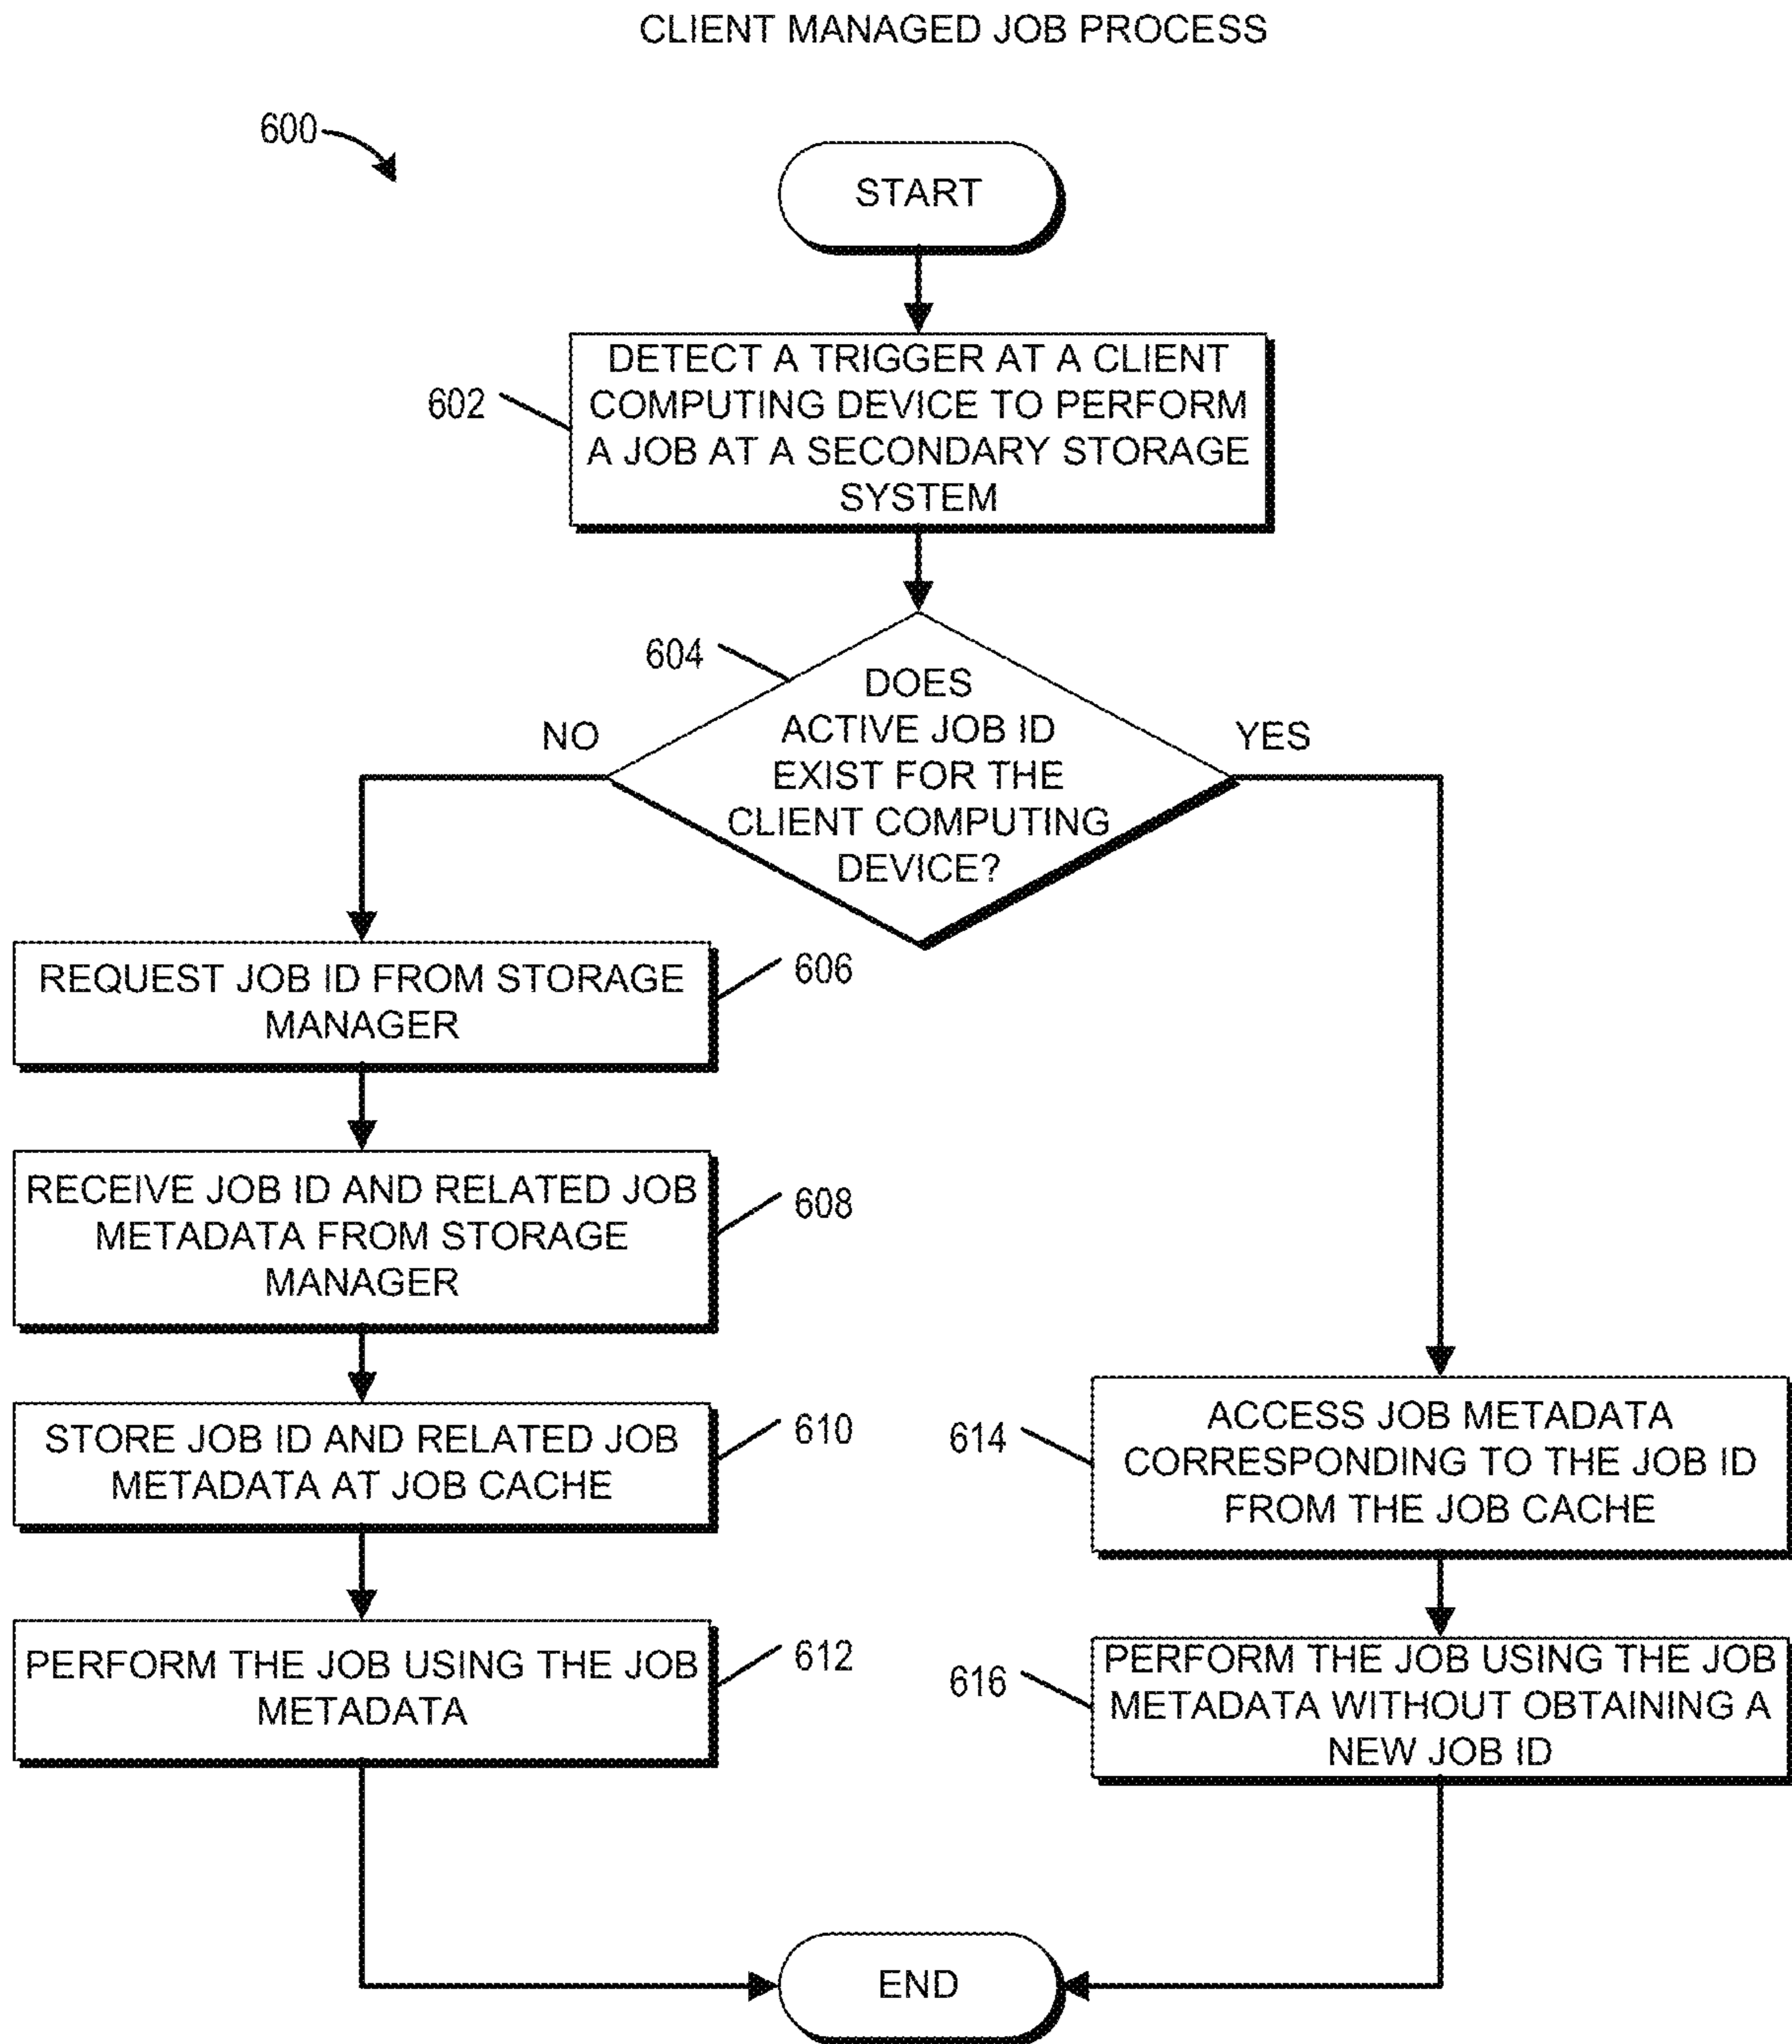 CLIENT MANAGED JOB PROCESS
600
START
602
DETECT A TRIGGER AT A CLIENT
COMPUTING DEVICE TO PERFORM
A JOB AT A SECONDARY STORAGE
SYSTEM
604
DOES
ACTIVE JOB ID
EXIST FOR THE
CLIENT COMPUTING
DEVICE?
NO
YES
REQUEST JOB ID FROM STORAGE
MANAGER
606
RECEIVE JOB ID AND RELATED JOB
METADATA FROM STORAGE
MANAGER
608
STORE JOB ID AND RELATED JOB
METADATA AT JOB CACHE
610
PERFORM THE JOB USING THE JOB
METADATA
612
614
ACCESS JOB METADATA
CORRESPONDING TO THE JOB ID
FROM THE JOB CACHE
616
PERFORM THE JOB USING THE JOB
METADATA WITHOUT OBTAINING A
NEW JOB ID
END